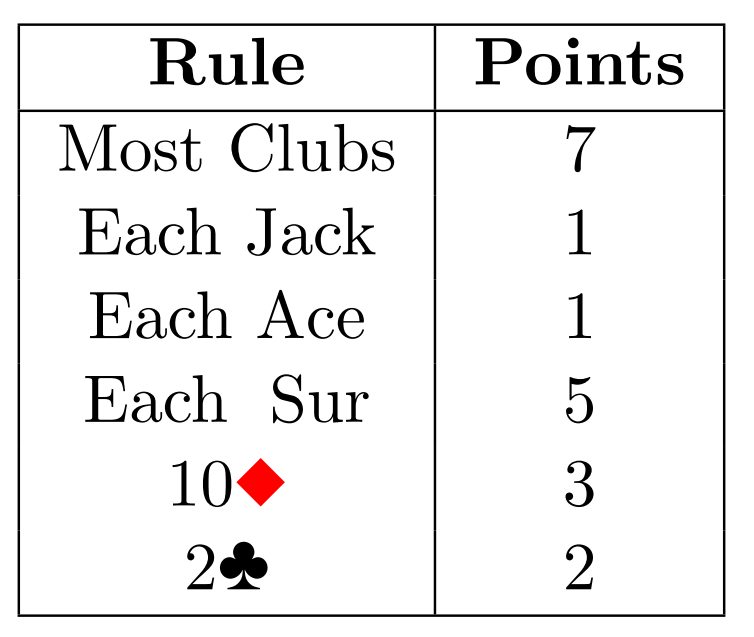 Rule Points
Most Clubs 7
Each Jack 1
Each Ace 1
Each Sur 5
10♦ 3
2♣ 2